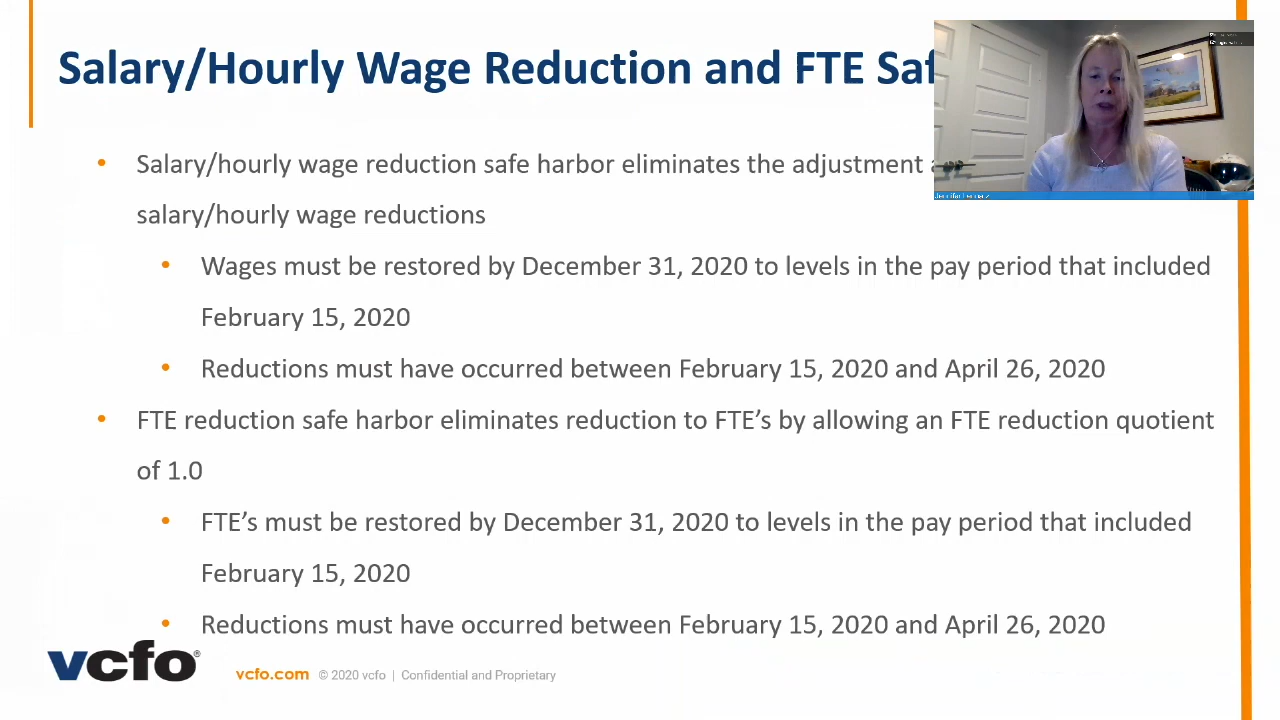 Salary/Hourly Wage Reduction and FTE
• Salary/hourly wage reduction safe harbor eliminates the adjustment
salary/hourly wage reductions
• Wages must be restored by December 31, 2020 to levels in the pay period that included
February 15, 2020
• Reductions must have occurred between February 15, 2020 and April 26, 2020
• FTE reduction safe harbor eliminates reduction to FTE’s by allowing an FTE reduction quotient
of 1.0
• FTE’s must be restored by December 31, 2020 to levels in the pay period that included
February 15, 2020
• Reductions must have occurred between February 15, 2020 and April 26, 2020
vcfo®
vcfo.com © 2020 vcfo | Confidential and Proprietary